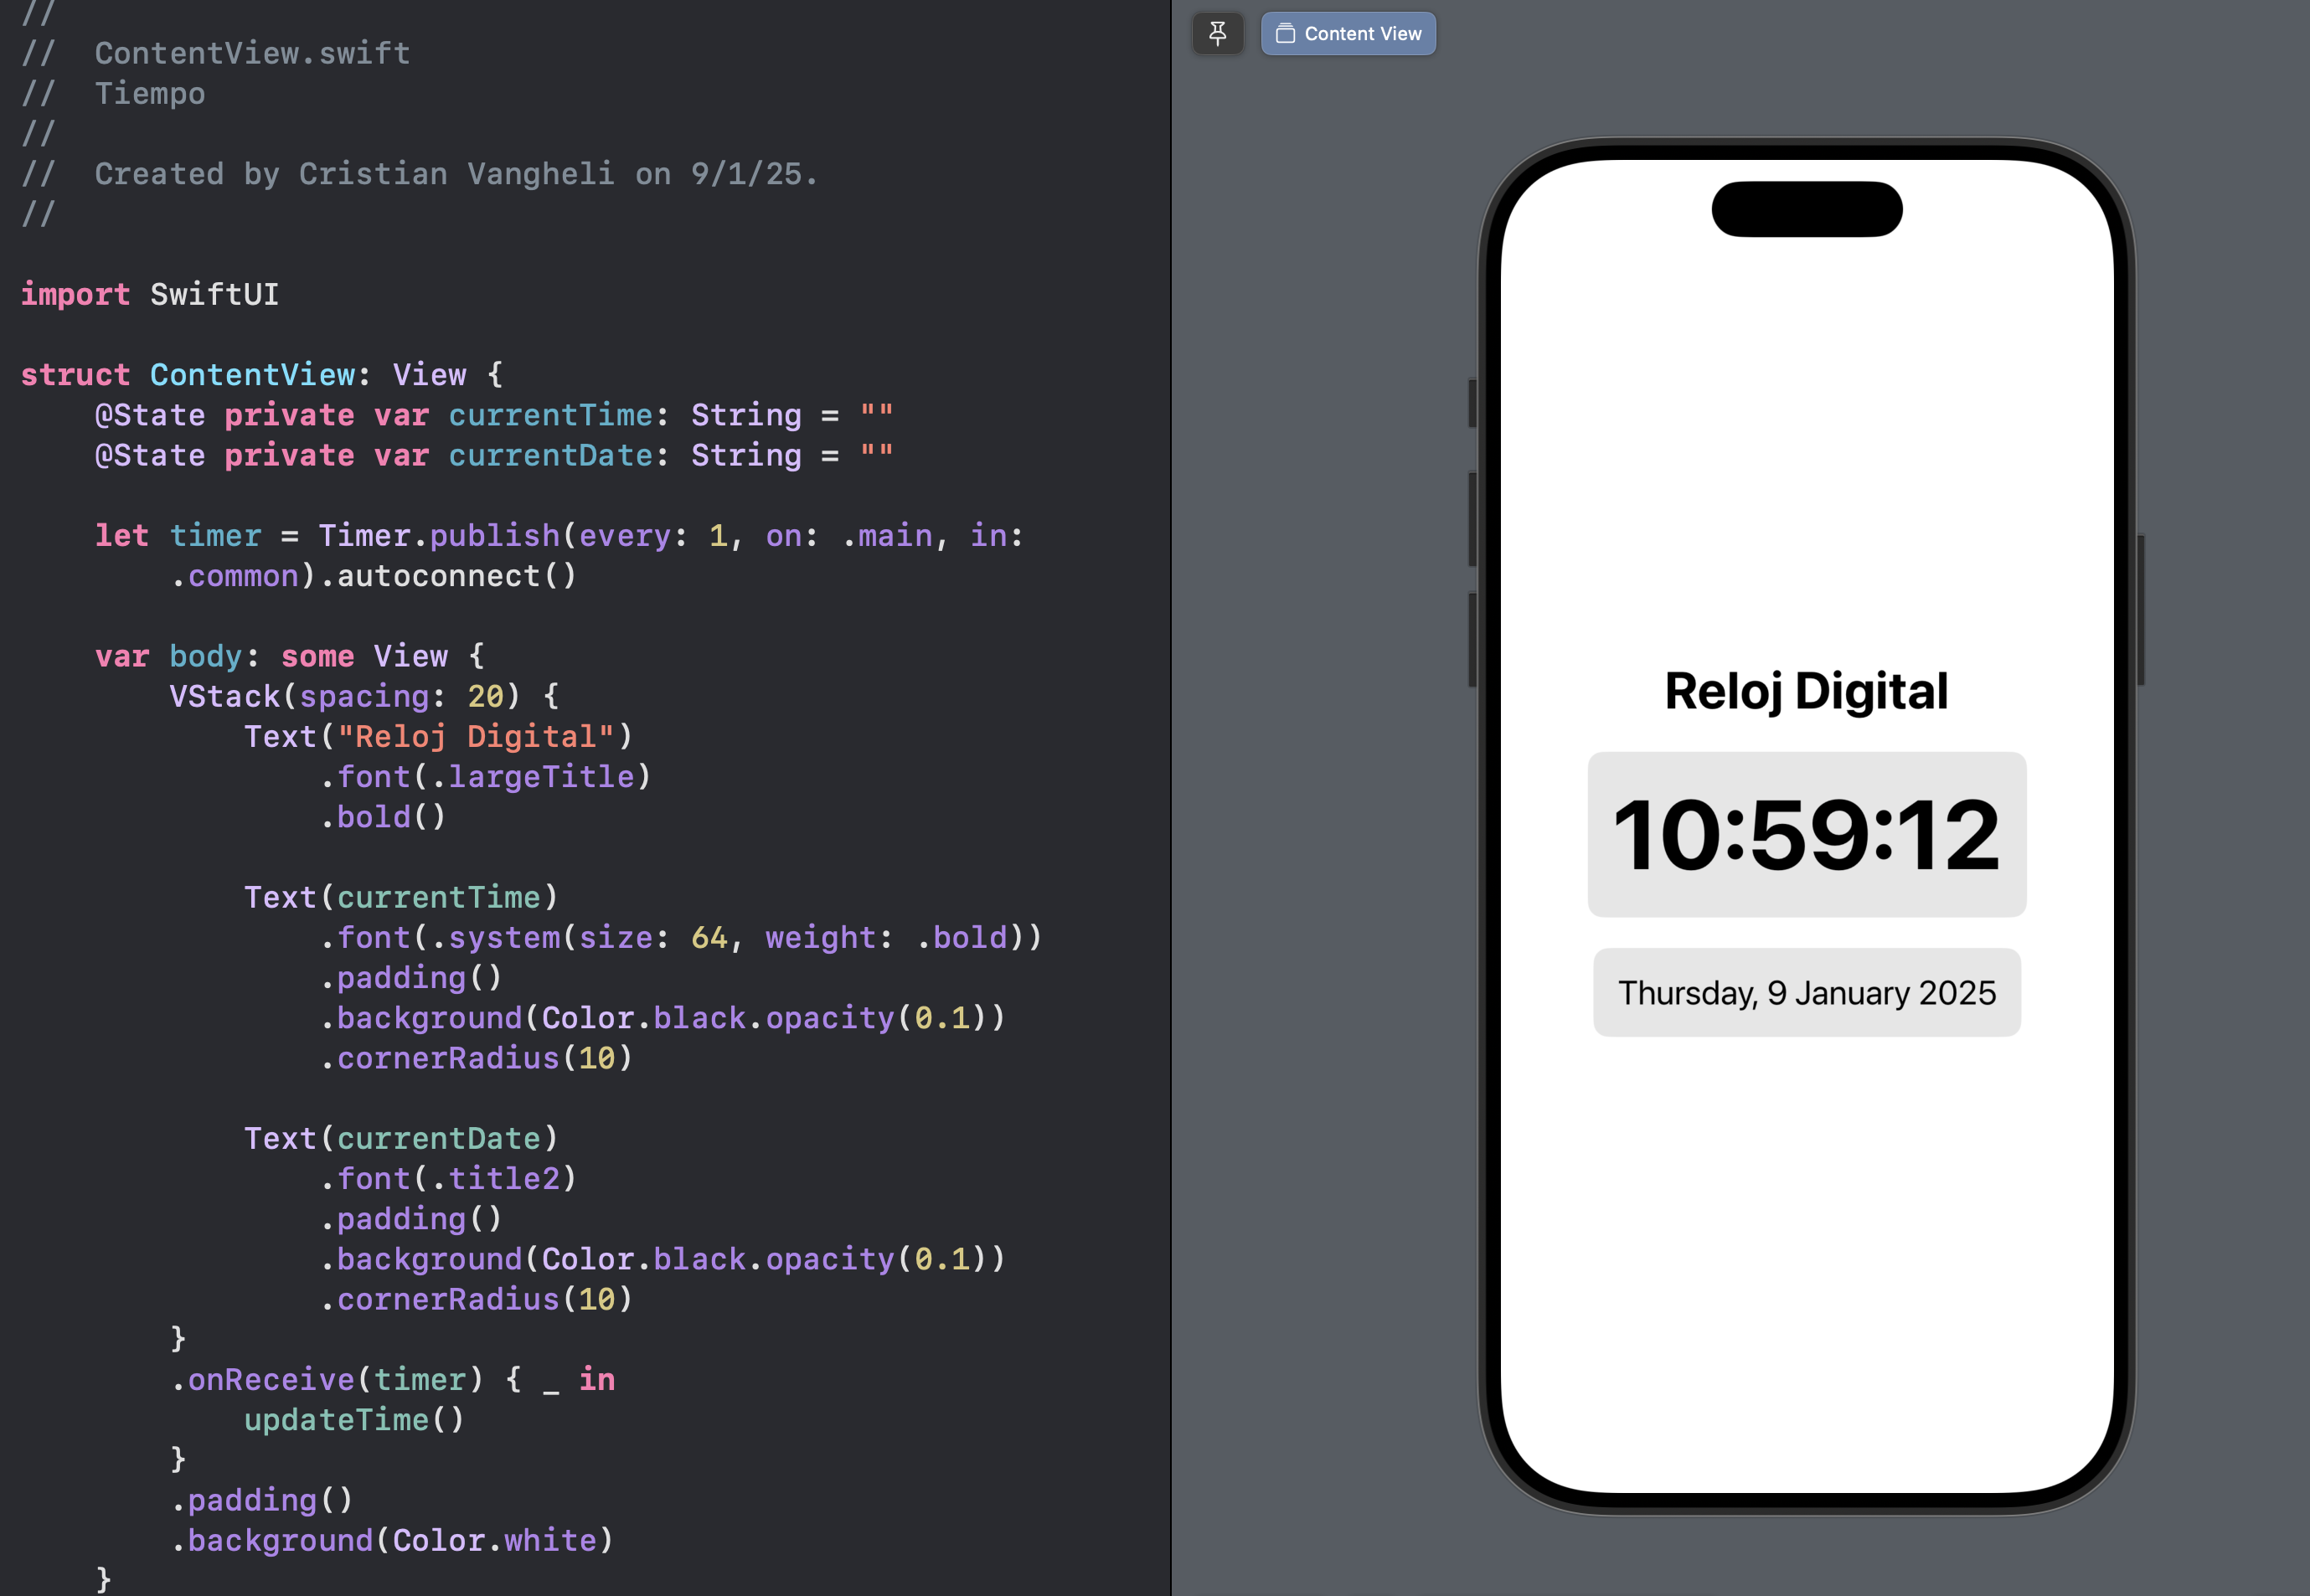 //
//  ContentView.swift
//  Tiempo
//
//  Created by Cristian Vangheli on 9/1/25.
//
import SwiftUI
struct ContentView: View {
    @State private var currentTime: String = ""
    @State private var currentDate: String = ""
    let timer = Timer.publish(every: 1, on: .main, in:
        .common).autoconnect()
    var body: some View {
        VStack(spacing: 20) {
            Text("Reloj Digital")
                .font(.largeTitle)
                .bold()
            Text(currentTime)
                .font(.system(size: 64, weight: .bold))
                .padding()
                .background(Color.black.opacity(0.1))
                .cornerRadius(10)
            Text(currentDate)
                .font(.title2)
                .padding()
                .background(Color.black.opacity(0.1))
                .cornerRadius(10)
        }
        .onReceive(timer) { _ in
            updateTime()
        }
        .padding()
        .background(Color.white)
    }
Content View
Reloj Digital
10:59:12
Thursday, 9 January 2025